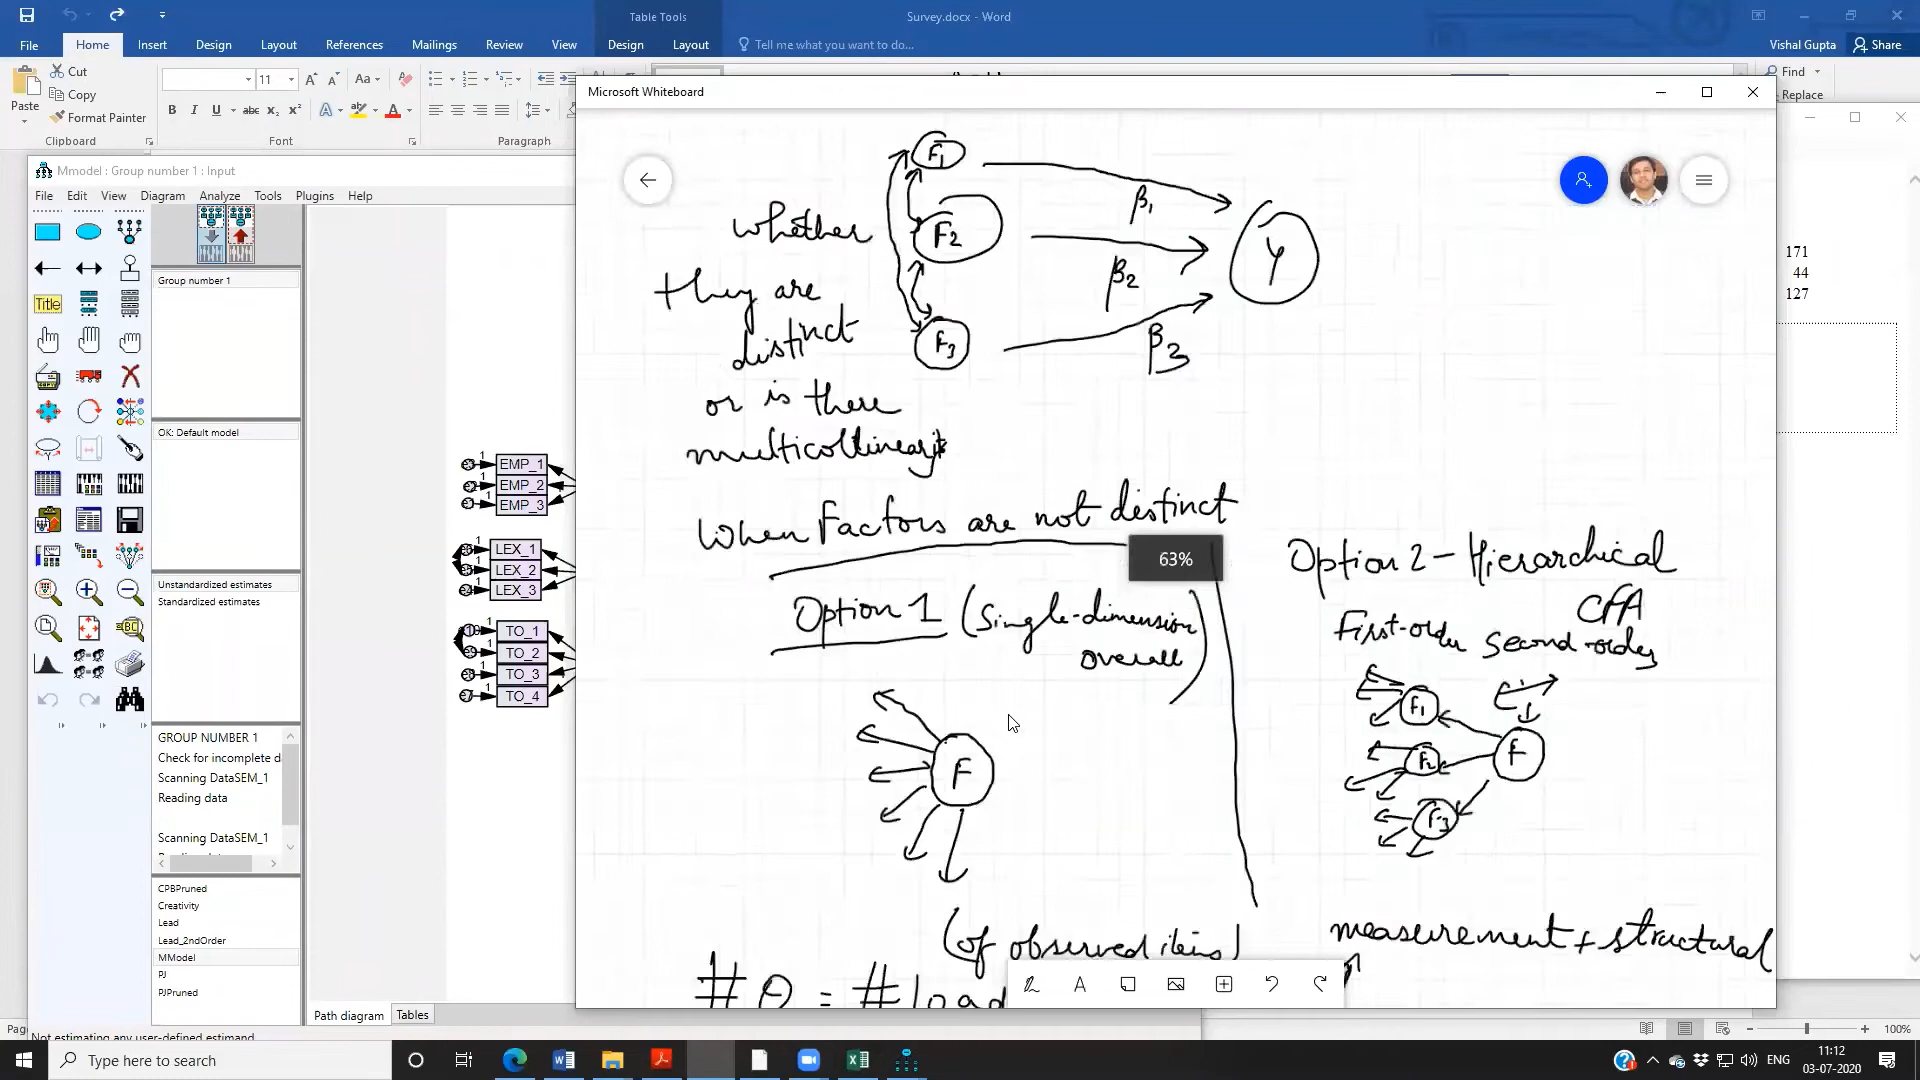 Table Tools
Survey.docx - Word
File Home Insert Design Layout References Mailings Review View Design Layout Tell me what you want to do... Vishal Gupta Share
Paste
Cut
Copy
Format Painter
11
Aa
Find
Replace
Clipboard
Font
Paragraph
Mmodel : Group number 1 : Input
File Edit View Diagram Analyze Tools Plugins Help
Title
Group number 1
OK: Default model
Unstandardized estimates
Standardized estimates
GROUP NUMBER 1
Check for incomplete da
Scanning DataSEM_1
Reading data
Scanning DataSEM_1
CPBPruned
Creativity
Lead
Lead_2ndOrder
MModel
PJ
PJPruned
Not estimating any user-defined estimand.
Path diagram Tables
EMP_1
EMP_2
EMP_3
LEX_1
LEX_2
LEX_3
TO_1
TO_2
TO_3
TO_4
171
44
127
Microsoft Whiteboard
F1
F2
F3
β1
β2
β3
Y
whether
they are
distinct
or is there
multicollinearity
When Factors are not distinct
63%
Option 1 (Single-dimension
overall)
F
Option 2 - Hierarchical
CFA
First-order Second-order
F1
F2
F3
F
(of observed items)
measurement + structural
# θ = # load
100%
Type here to search
ENG
11:12
03-07-2020